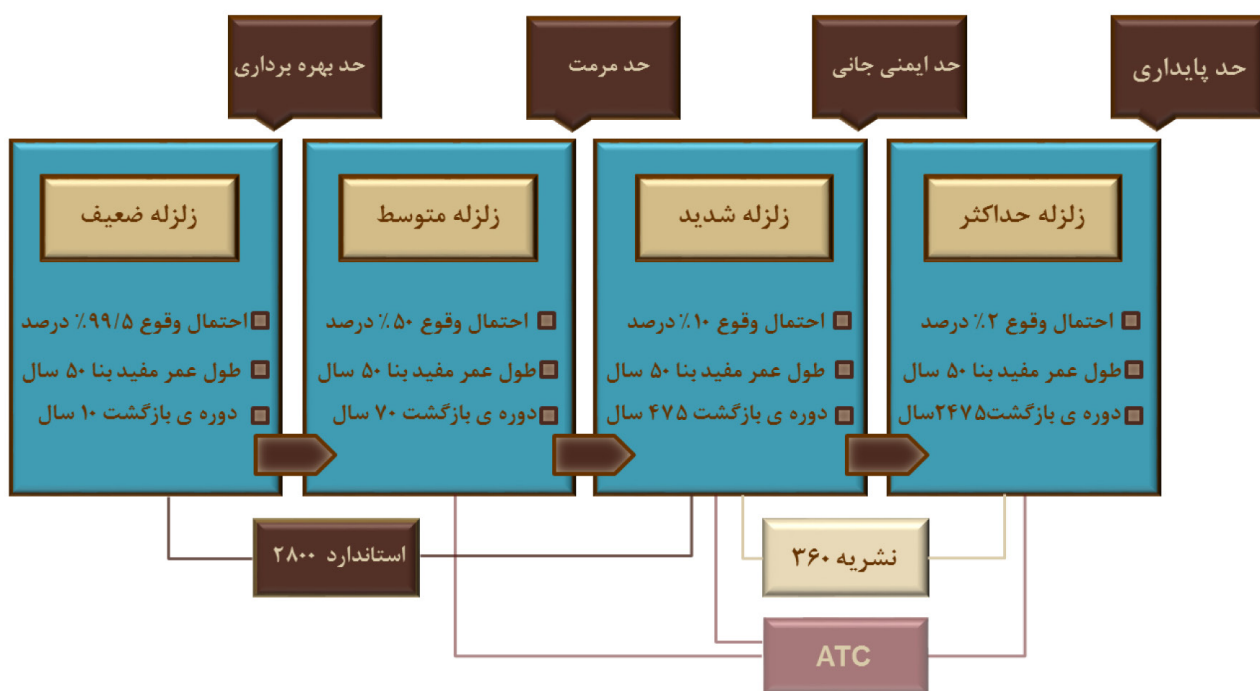 حد بهره برداری
حد مرمت
حد ایمنی جانی
حد پایداری
زلزله ضعیف
احتمال وقوع ۹۹/۵٪ درصد
طول عمر مفید بنا ۵۰ سال
دوره ی بازگشت ۱۰ سال
زلزله متوسط
احتمال وقوع ۵۰٪ درصد
طول عمر مفید بنا ۵۰ سال
دوره ی بازگشت ۷۰ سال
زلزله شدید
احتمال وقوع ۱۰٪ درصد
طول عمر مفید بنا ۵۰ سال
دوره ی بازگشت ۴۷۵ سال
زلزله حداکثر
احتمال وقوع ۲٪ درصد
طول عمر مفید بنا ۵۰ سال
دوره ی بازگشت۲۴۷۵سال
استاندارد ۲۸۰۰
نشریه ۳۶۰
ATC